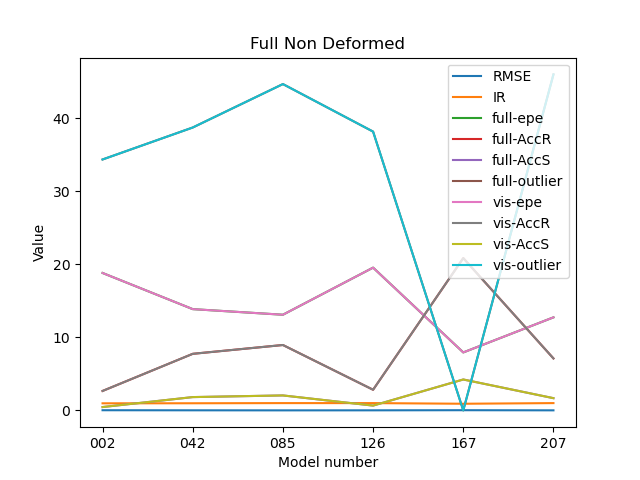 Full Non Deformed
RMSE
IR
full-epe
full-AccR
full-AccS
full-outlier
vis-epe
vis-AccR
vis-AccS
vis-outlier
40
30
20
10
0
Value
002 042 085 126 167 207
Model number